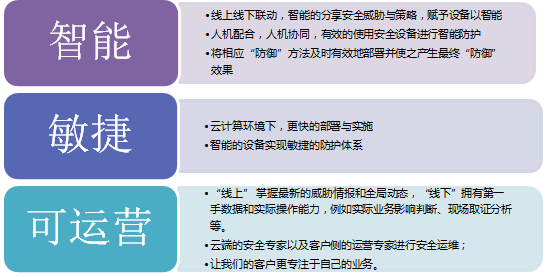 智能
•线上线下联动，智能的分享安全威胁与策略，赋予设备以智能
•人机配合，人机协同，有效的使用安全设备进行智能防护
•将相应“防御”方法及时有效地部署并使之产生最终“防御”
效果
敏捷
•云计算环境下，更快的部署与实施
•智能的设备实现敏捷的防护体系
可运营
•“线上”掌握最新的威胁情报和全局动态，“线下”拥有第一
手数据和实际操作能力，例如实际业务影响判断、现场取证分析
等。
•云端的安全专家以及客户侧的运营专家进行安全运维；
•让我们的客户更专注于自己的业务。